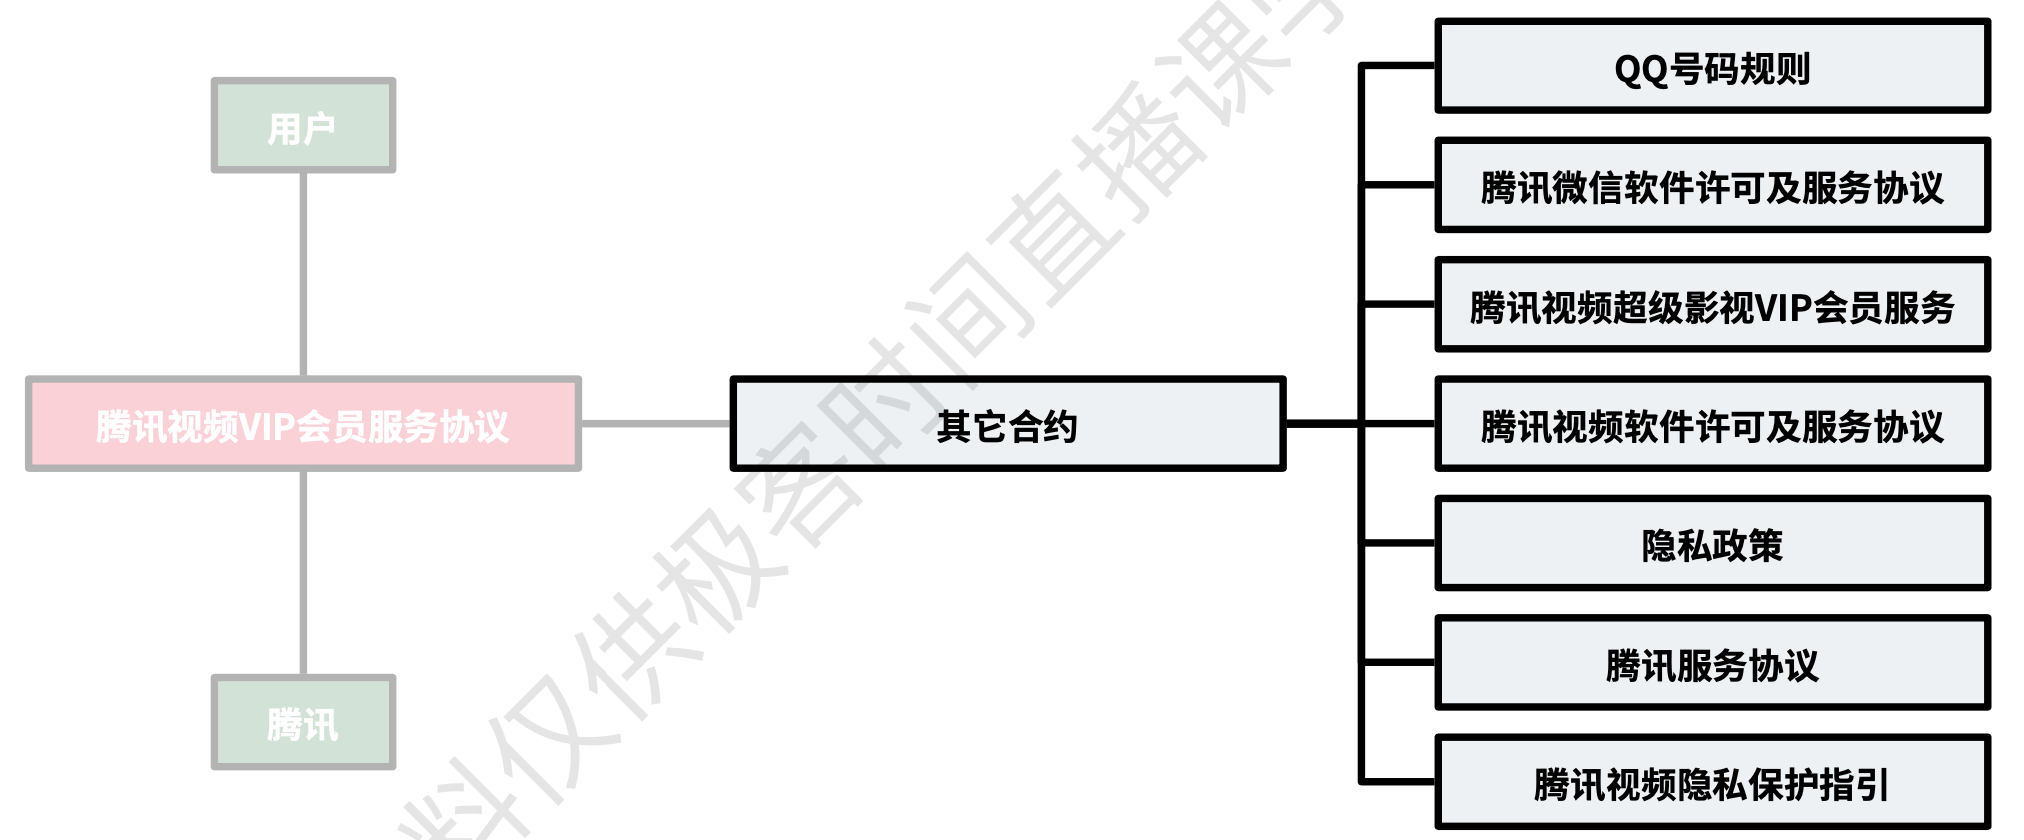 用户
腾讯视频VIP会员服务协议
腾讯
其它合约
QQ号码规则
腾讯微信软件许可及服务协议
腾讯视频超级影视VIP会员服务
腾讯视频软件许可及服务协议
隐私政策
腾讯服务协议
腾讯视频隐私保护指引
料仅供极客时间直播课学